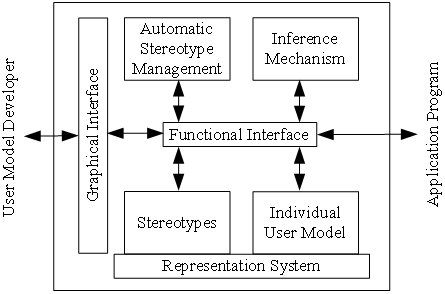 User Model Developer
Graphical Interface
Automatic
Stereotype
Management
Inference
Mechanism
Functional Interface
Stereotypes
Individual
User Model
Representation System
Application Program